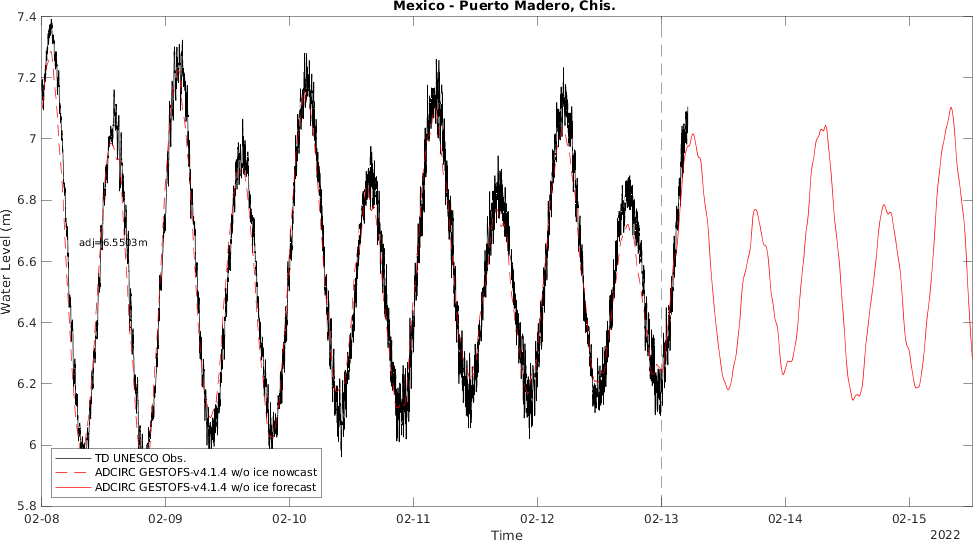 Mexico - Puerto Madero, Chis.
7.4
7.2
7
6.8
6.6
6.4
6.2
6
5.8
Water Level (m)
adj=6.5503m
TD UNESCO Obs.
ADCIRC GESTOFS-v4.1.4 w/o ice nowcast
ADCIRC GESTOFS-v4.1.4 w/o ice forecast
02-08 02-09 02-10 02-11 02-12 02-13 02-14 02-15
Time
2022